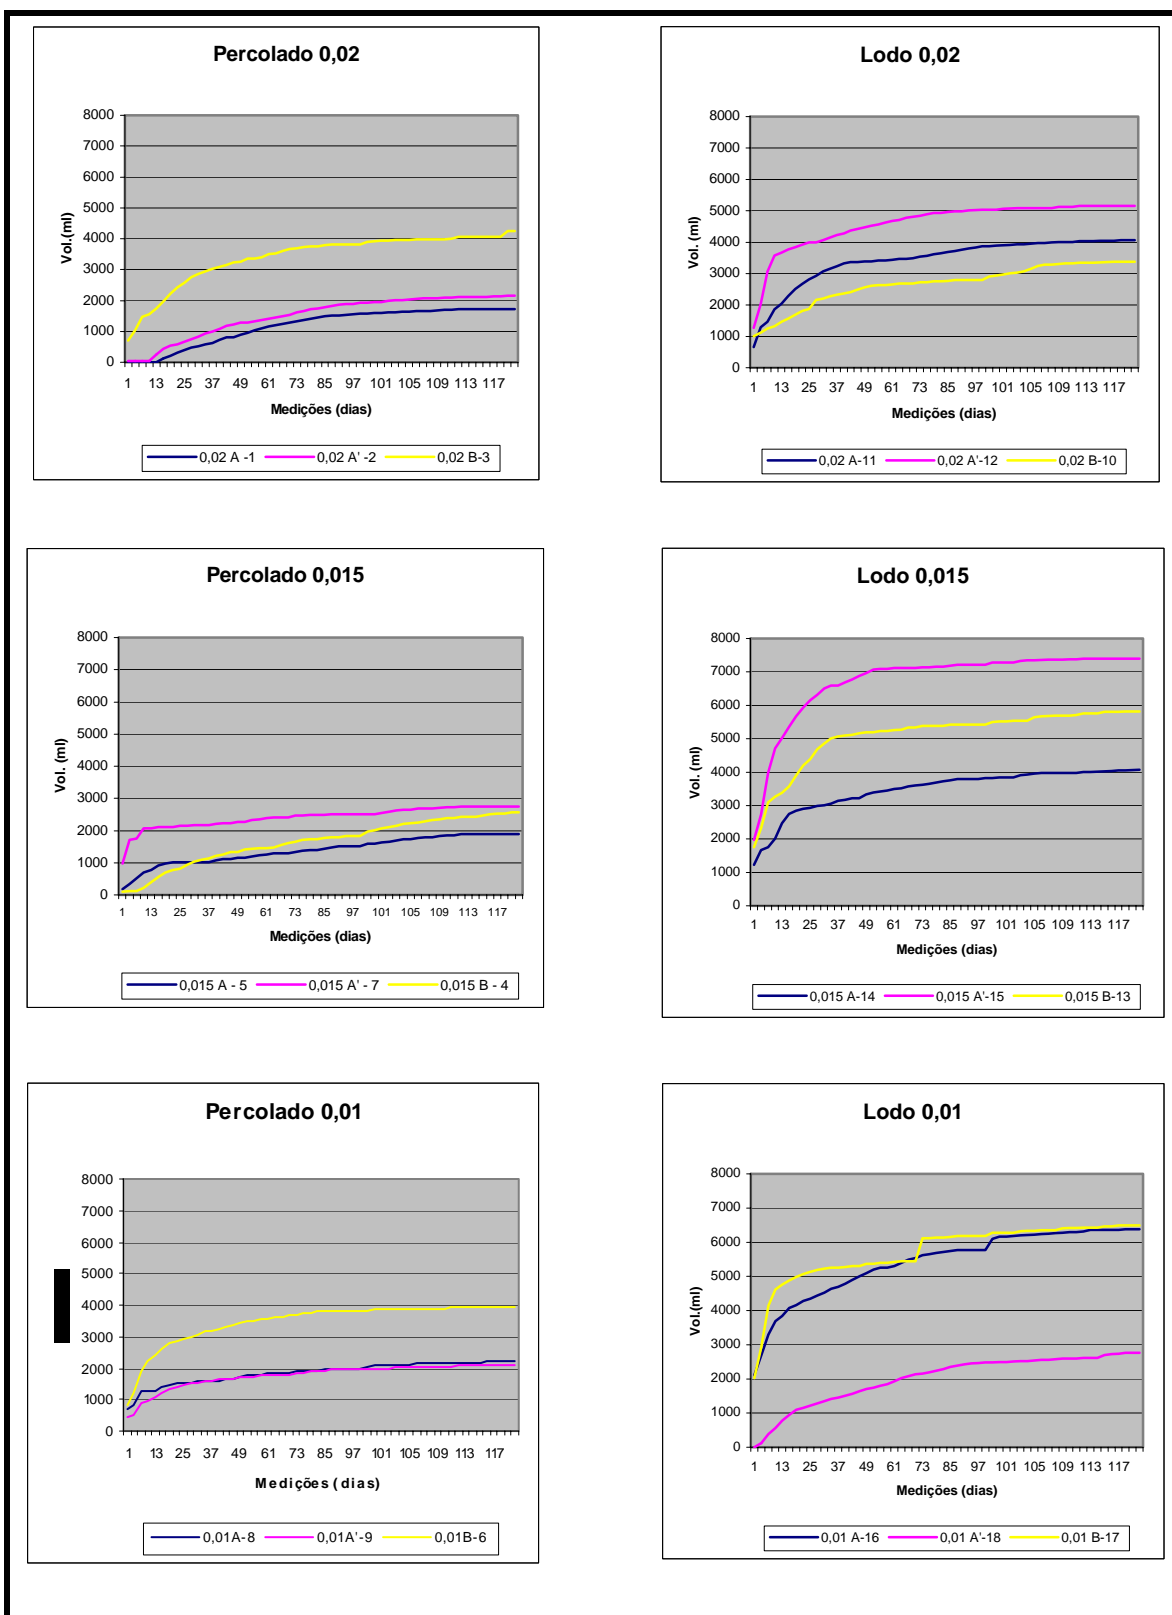 Percolado 0,02
8000
7000
6000
5000
4000
3000
2000
1000
0
Vol.(ml)
1 13 25 37 49 61 73 85 97 101 105 109 113 117
Medições (dias)
0,02 A -1 0,02 A' -2 0,02 B-3
Lodo 0,02
8000
7000
6000
5000
4000
3000
2000
1000
0
Vol.(ml)
1 13 25 37 49 61 73 85 97 101 105 109 113 117
Medições (dias)
0,02 A-11 0,02 A'-12 0,02 B-10
Percolado 0,015
8000
7000
6000
5000
4000
3000
2000
1000
0
Vol. (ml)
1 13 25 37 49 61 73 85 97 101 105 109 113 117
Medições (dias)
0,015 A - 5 0,015 A' - 7 0,015 B - 4
Lodo 0,015
8000
7000
6000
5000
4000
3000
2000
1000
0
Vol. (ml)
1 13 25 37 49 61 73 85 97 101 105 109 113 117
Medições (dias)
0,015 A-14 0,015 A'-15 0,015 B-13
Percolado 0,01
8000
7000
6000
5000
4000
3000
2000
1000
0
1 13 25 37 49 61 73 85 97 101 105 109 113 117
Medições ( dias)
0,01A-8 0,01A'-9 0,01B-6
Lodo 0,01
8000
7000
6000
5000
4000
3000
2000
1000
0
Vol.(ml)
1 13 25 37 49 61 73 85 97 101 105 109 113 117
Medições (dias)
0,01 A-16 0,01 A'-18 0,01 B-17